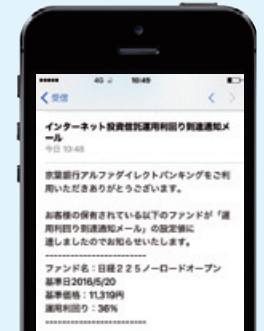 4G 10:49
受信
インターネット投資信託運用利回り到達通知メ
ール
今日 10:48
京葉銀行アルファダイレクトバンキングをご利
用いただきありがとうございます。
お客様の保有されている以下のファンドが「運
用利回り到達通知メール」の設定値に
達しましたのでお知らせいたします。
------------------------
ファンド名：日経２２５ノーロードオープン
基準日2016/5/20
基準価格：11,319円
運用利回り：36%
------------------------